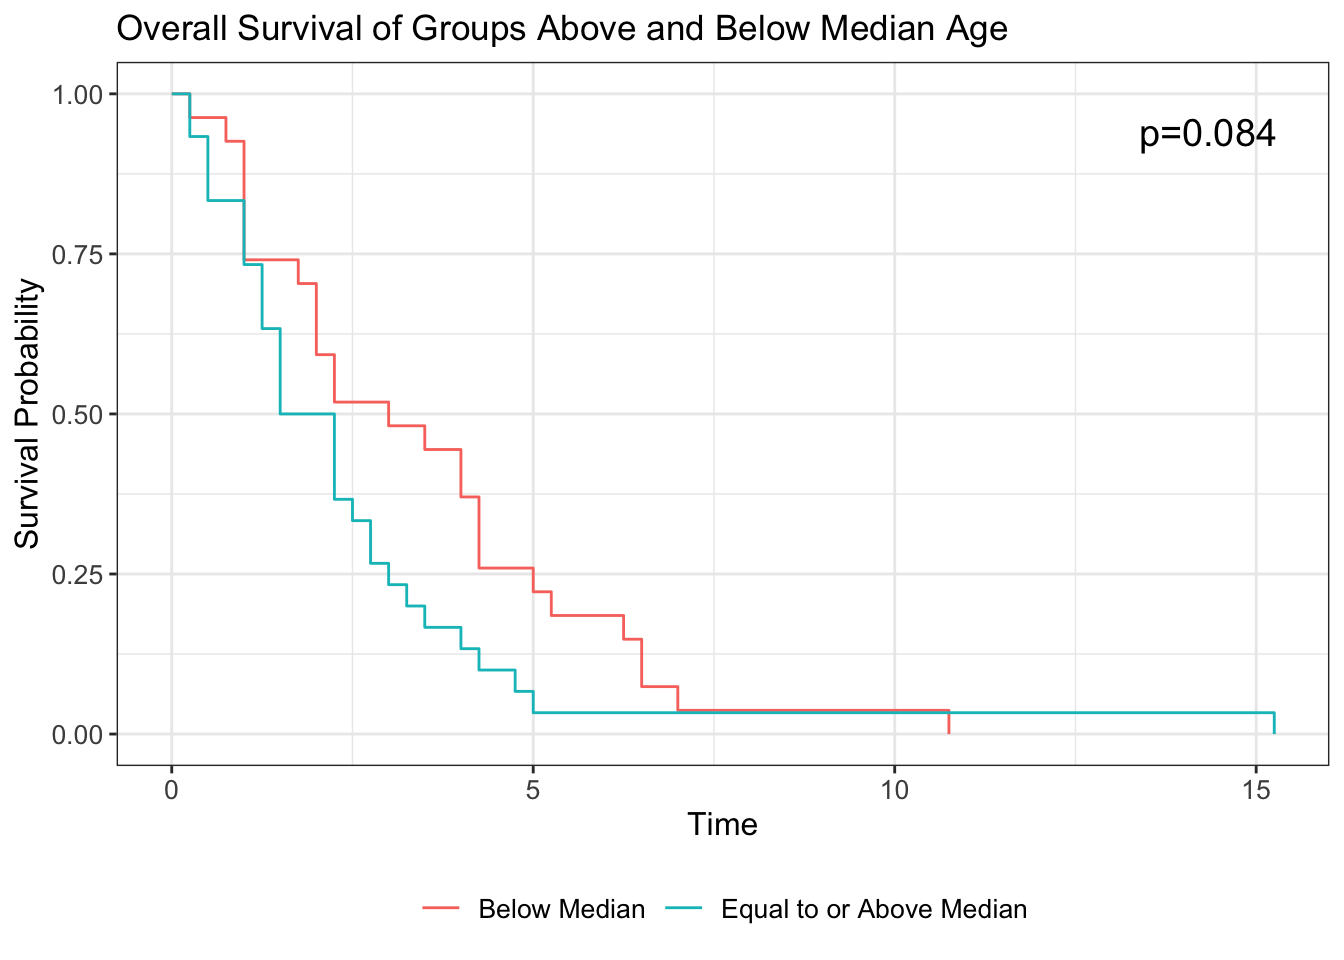 Overall Survival of Groups Above and Below Median Age
p=0.084
Survival Probability
1.00
0.75
0.50
0.25
0.00
0 5 10 15
Time
Below Median Equal to or Above Median